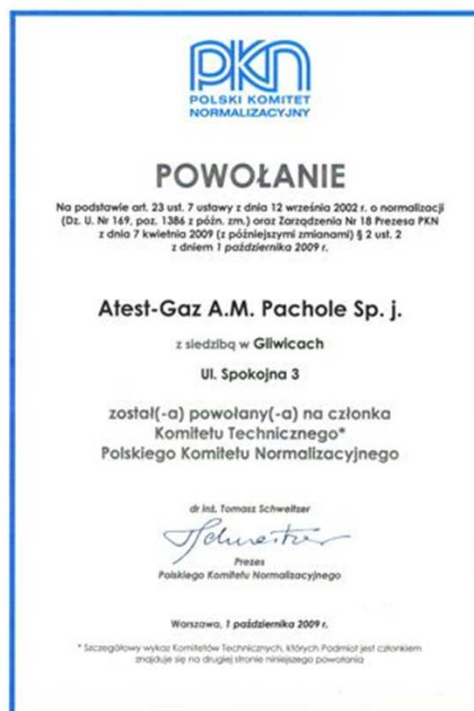 PKN
POLSKI KOMITET
NORMALIZACYJNY
POWOŁANIE
Na podstawie art. 23 ust. 7 ustawy z dnia 12 września 2002 r. o normalizacji
(Dz. U. Nr 169, poz. 1386 z późn. zm.) oraz Zarządzenia Nr 18 Prezesa PKN
z dnia 7 kwietnia 2009 (z późniejszymi zmianami) § 2 ust. 2
z dniem 1 października 2009 r.
Atest-Gaz A.M. Pachole Sp. j.
z siedzibą w Gliwicach
Ul. Spokojna 3
został(-a) powołany(-a) na członka
Komitetu Technicznego*
Polskiego Komitetu Normalizacyjnego
dr inż. Tomasz Schweitzer
Schweitzer
Prezes
Polskiego Komitetu Normalizacyjnego
Warszawa, 1 października 2009 r.
* Szczegółowy wykaz Komitetów Technicznych, których Podmiot jest członkiem
znajduje się na drugiej stronie niniejszego powołania